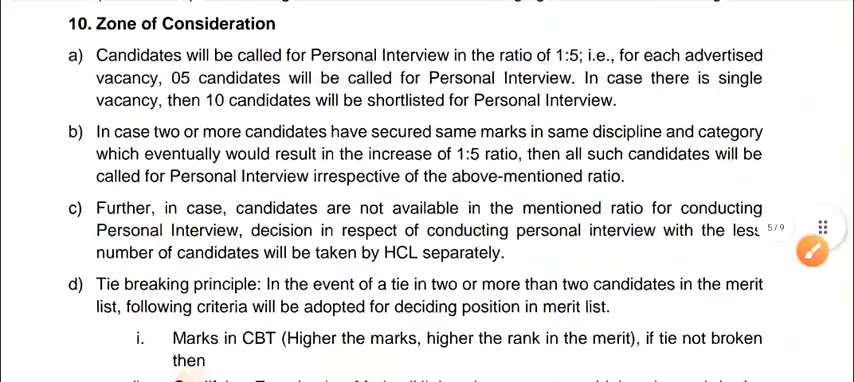 10. Zone of Consideration
a) Candidates will be called for Personal Interview in the ratio of 1:5; i.e., for each advertised
vacancy, 05 candidates will be called for Personal Interview. In case there is single
vacancy, then 10 candidates will be shortlisted for Personal Interview.
b) In case two or more candidates have secured same marks in same discipline and category
which eventually would result in the increase of 1:5 ratio, then all such candidates will be
called for Personal Interview irrespective of the above-mentioned ratio.
c) Further, in case, candidates are not available in the mentioned ratio for conducting
Personal Interview, decision in respect of conducting personal interview with the less
5/9
number of candidates will be taken by HCL separately.
d) Tie breaking principle: In the event of a tie in two or more than two candidates in the merit
list, following criteria will be adopted for deciding position in merit list.
i. Marks in CBT (Higher the marks, higher the rank in the merit), if tie not broken
then